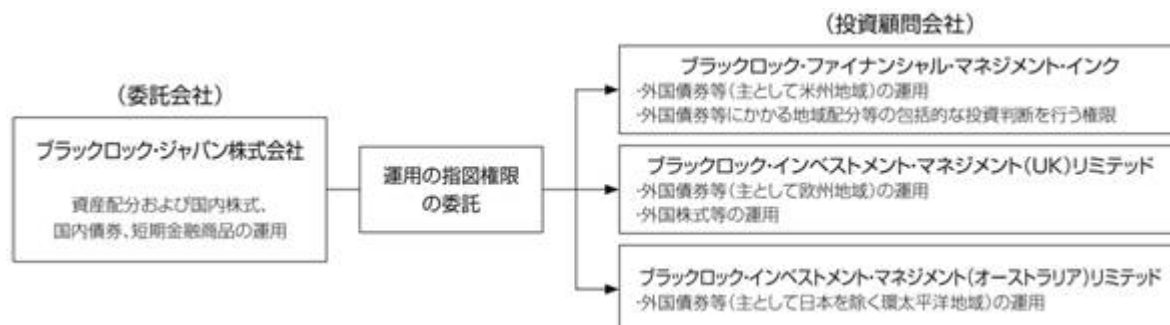 (委託会社)
ブラックロック・ジャパン株式会社
資産配分および国内株式、
国内債券、短期金融商品の運用
運用の指図権限
の委託
(投資顧問会社)
ブラックロック・ファイナンシャル・マネジメント・インク
・外国債券等(主として米州地域)の運用
・外国債券等にかかる地域配分等の包括的な投資判断を行う権限
ブラックロック・インベストメント・マネジメント(UK)リミテッド
・外国債券等(主として欧州地域)の運用
・外国株式等の運用
ブラックロック・インベストメント・マネジメント(オーストラリア)リミテッド
・外国債券等(主として日本を除く環太平洋地域)の運用